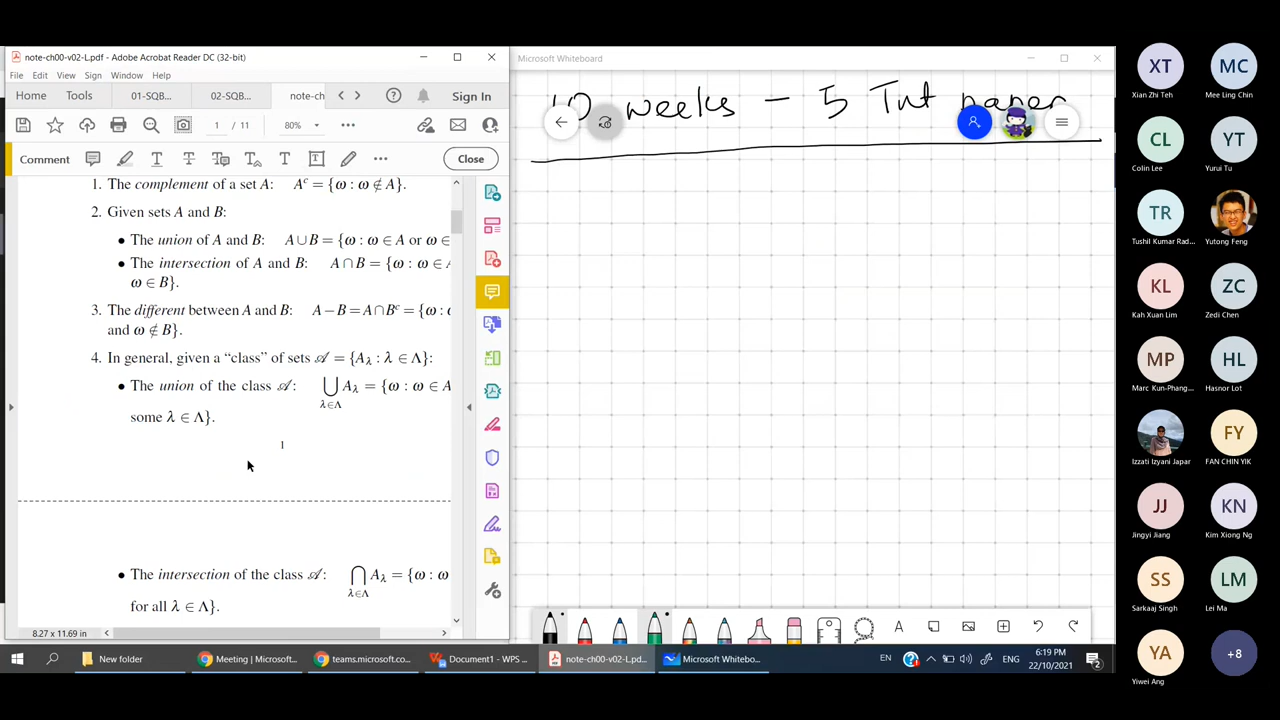 note-ch00-v02-L.pdf - Adobe Acrobat Reader DC (32-bit)
File Edit View Sign Window Help
Home Tools 01-SQB... 02-SQB... note-ch Sign In
1 / 11 80%
Comment Close
1. The complement of a set A: Aᶜ = {ω : ω ∉ A}.
2. Given sets A and B:
• The union of A and B: A ∪ B = {ω : ω ∈ A or ω ∈
• The intersection of A and B: A ∩ B = {ω : ω ∈ A
ω ∈ B}.
3. The different between A and B: A − B = A ∩ Bᶜ = {ω : ω
and ω ∉ B}.
4. In general, given a “class” of sets 𝒜 = {A_λ : λ ∈ Λ}:
• The union of the class 𝒜: ⋃ A_λ = {ω : ω ∈ A
λ∈Λ
some λ ∈ Λ}.
1
• The intersection of the class 𝒜: ⋂ A_λ = {ω : ω
λ∈Λ
for all λ ∈ Λ}.
8.27 x 11.69 in
Microsoft Whiteboard
10 weeks - 5 Tut paper
A
XT
Xian Zhi Teh
MC
Mee Ling Chin
CL
Colin Lee
YT
Yurui Tu
TR
Tushil Kumar Rad...
Yutong Feng
KL
Kah Xuan Lim
ZC
Zedi Chen
MP
Marc Kun-Phang...
HL
Hasnor Lot
Izzati Izyani Japar
FY
FAN CHIN YIK
JJ
Jingyi Jiang
KN
Kim Xiong Ng
SS
Sarkaaj Singh
LM
Lei Ma
YA
Yiwei Ang
+8
New folder
Meeting | Microsoft...
teams.microsoft.co...
Document1 - WPS ...
note-ch00-v02-L.pd...
Microsoft Whitebo...
EN
ENG
6:19 PM
22/10/2021
2